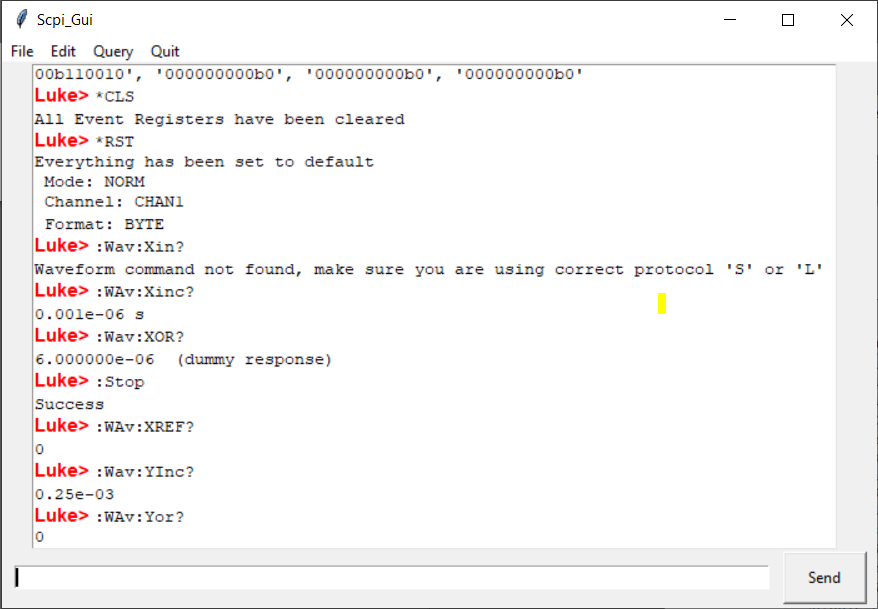 Scpi_Gui
File Edit Query Quit
00b110010', '000000000b0', '000000000b0', '000000000b0'
Luke> *CLS
All Event Registers have been cleared
Luke> *RST
Everything has been set to default
Mode: NORM
Channel: CHAN1
Format: BYTE
Luke> :Wav:Xin?
Waveform command not found, make sure you are using correct protocol 'S' or 'L'
Luke> :WAv:Xinc?
0.001e-06 s
Luke> :Wav:XOR?
6.000000e-06  (dummy response)
Luke> :Stop
Success
Luke> :WAv:XREF?
0
Luke> :Wav:YInc?
0.25e-03
Luke> :WAv:Yor?
0
Send